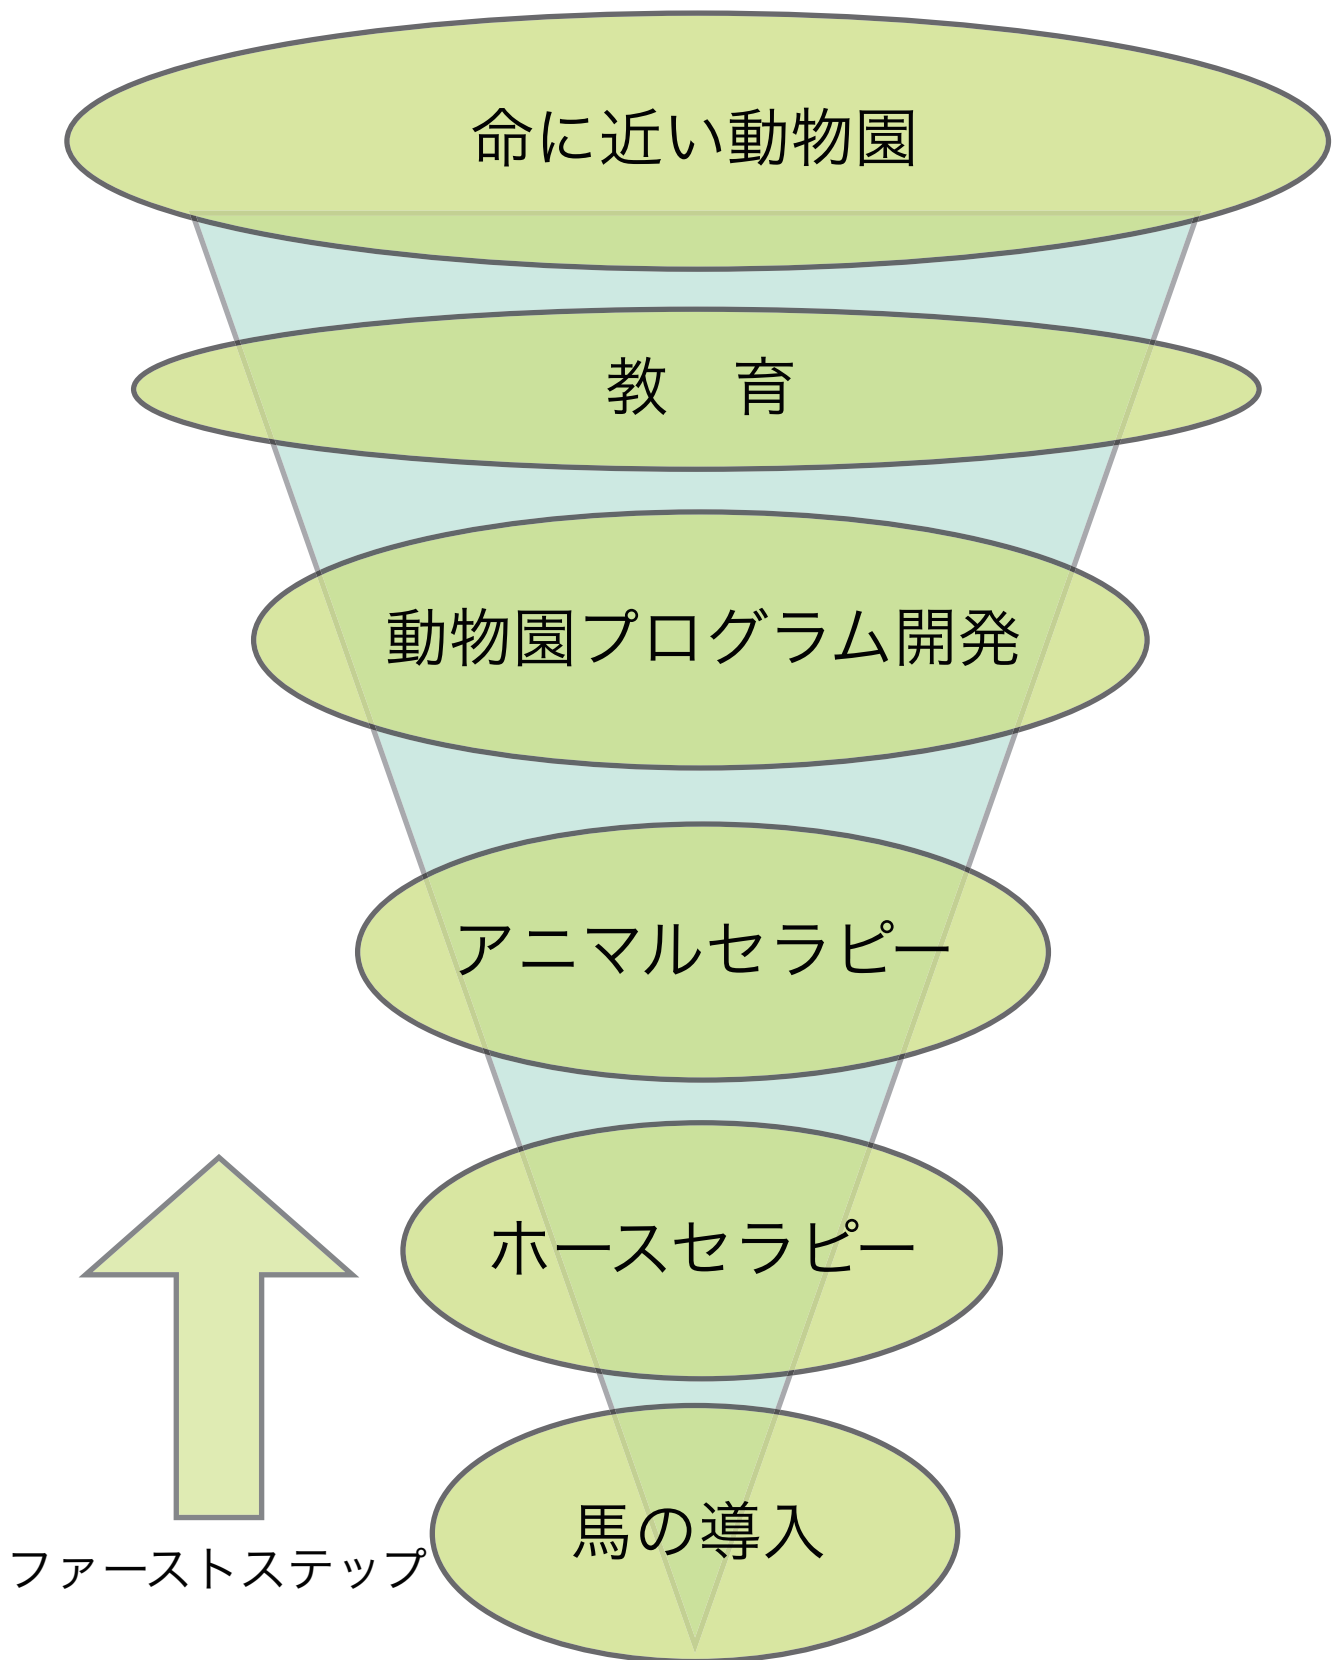 命に近い動物園
教　育
動物園プログラム開発
アニマルセラピー
ホースセラピー
馬の導入
ファーストステップ